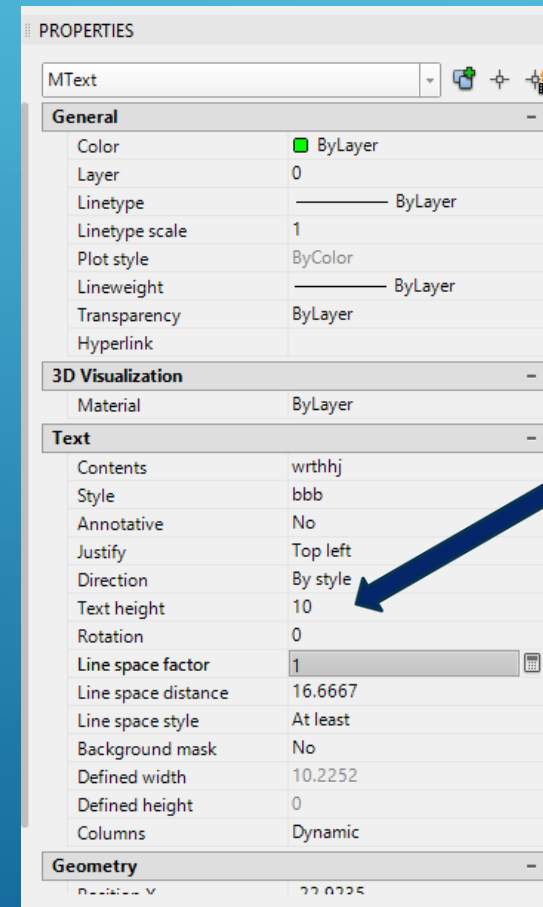 PROPERTIES
MText
General
Color ByLayer
Layer 0
Linetype ByLayer
Linetype scale 1
Plot style ByColor
Lineweight ByLayer
Transparency ByLayer
Hyperlink
3D Visualization
Material ByLayer
Text
Contents wrthhj
Style bbb
Annotative No
Justify Top left
Direction By style
Text height 10
Rotation 0
Line space factor 1
Line space distance 16.6667
Line space style At least
Background mask No
Defined width 10.2252
Defined height 0
Columns Dynamic
Geometry